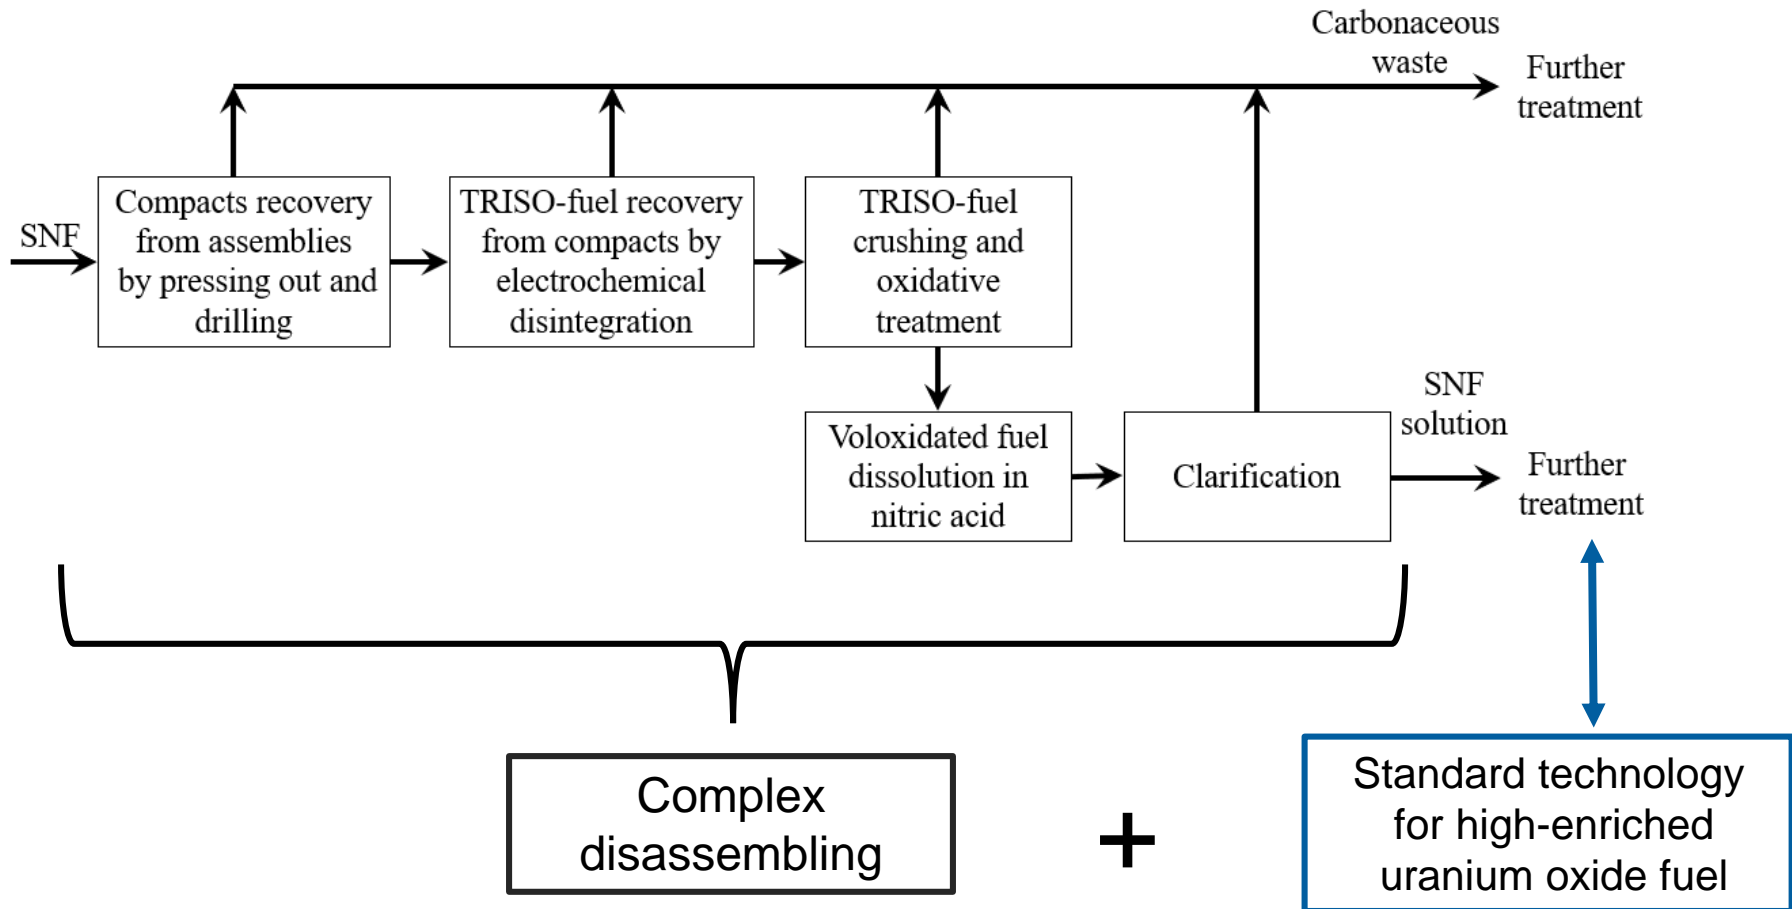 Carbonaceous
waste
Further
treatment
SNF
Compacts recovery
from assemblies
by pressing out and
drilling
TRISO-fuel recovery
from compacts by
electrochemical
disintegration
TRISO-fuel
crushing and
oxidative
treatment
Voloxidated fuel
dissolution in
nitric acid
Clarification
SNF
solution
Further
treatment
Complex
disassembling
+
Standard technology
for high-enriched
uranium oxide fuel